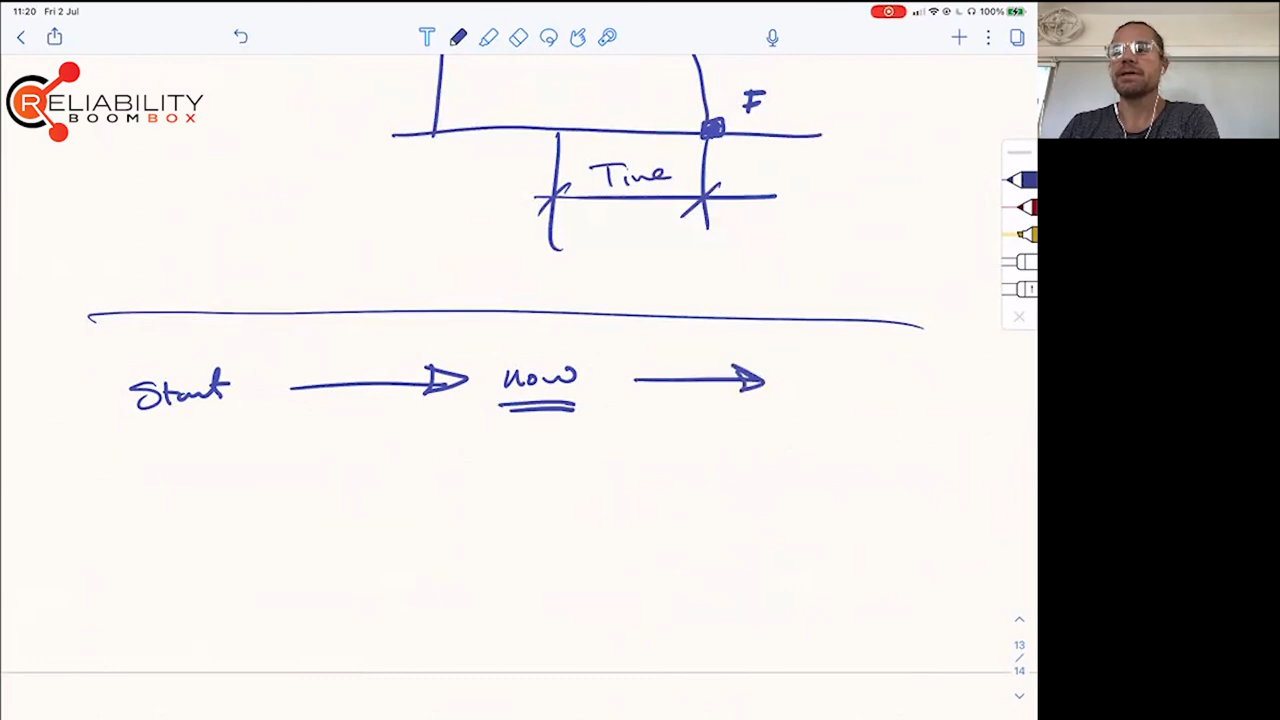 11:20 Fri 2 Jul 100%
RELIABILITY
BOOMBOX
F
Time
Start now
13
/
14